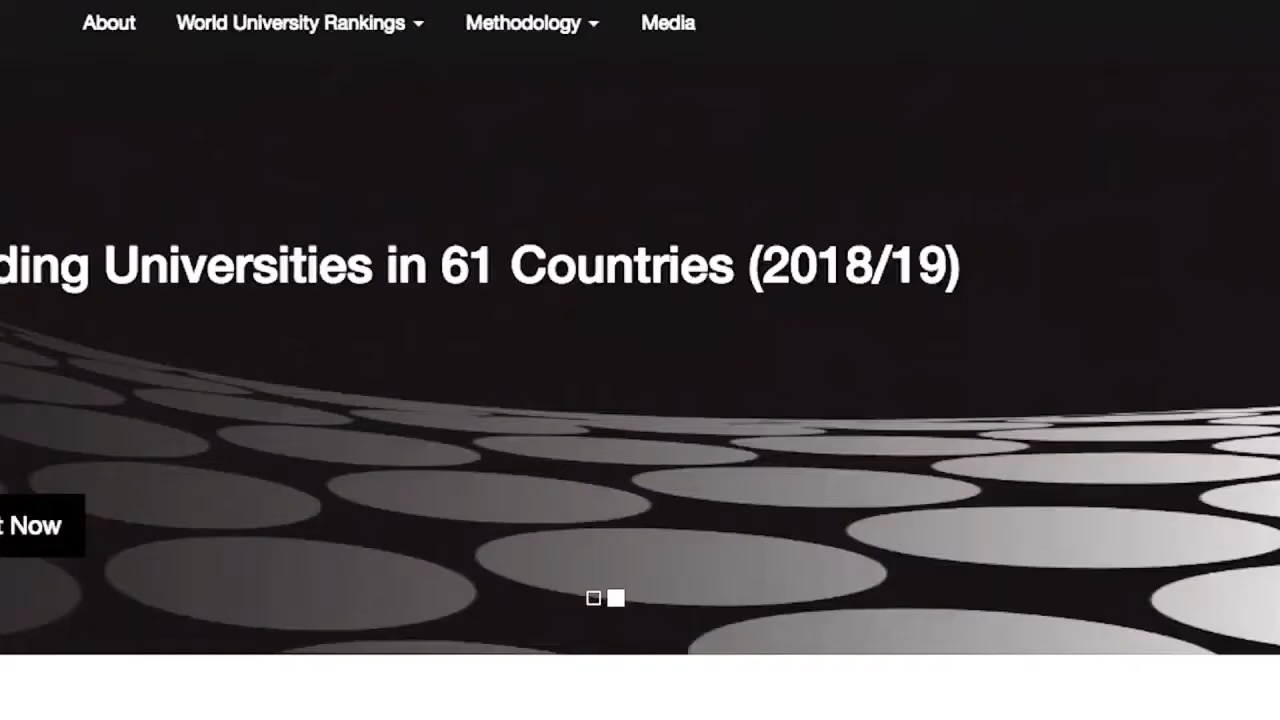 About World University Rankings Methodology Media
ding Universities in 61 Countries (2018/19)
t Now